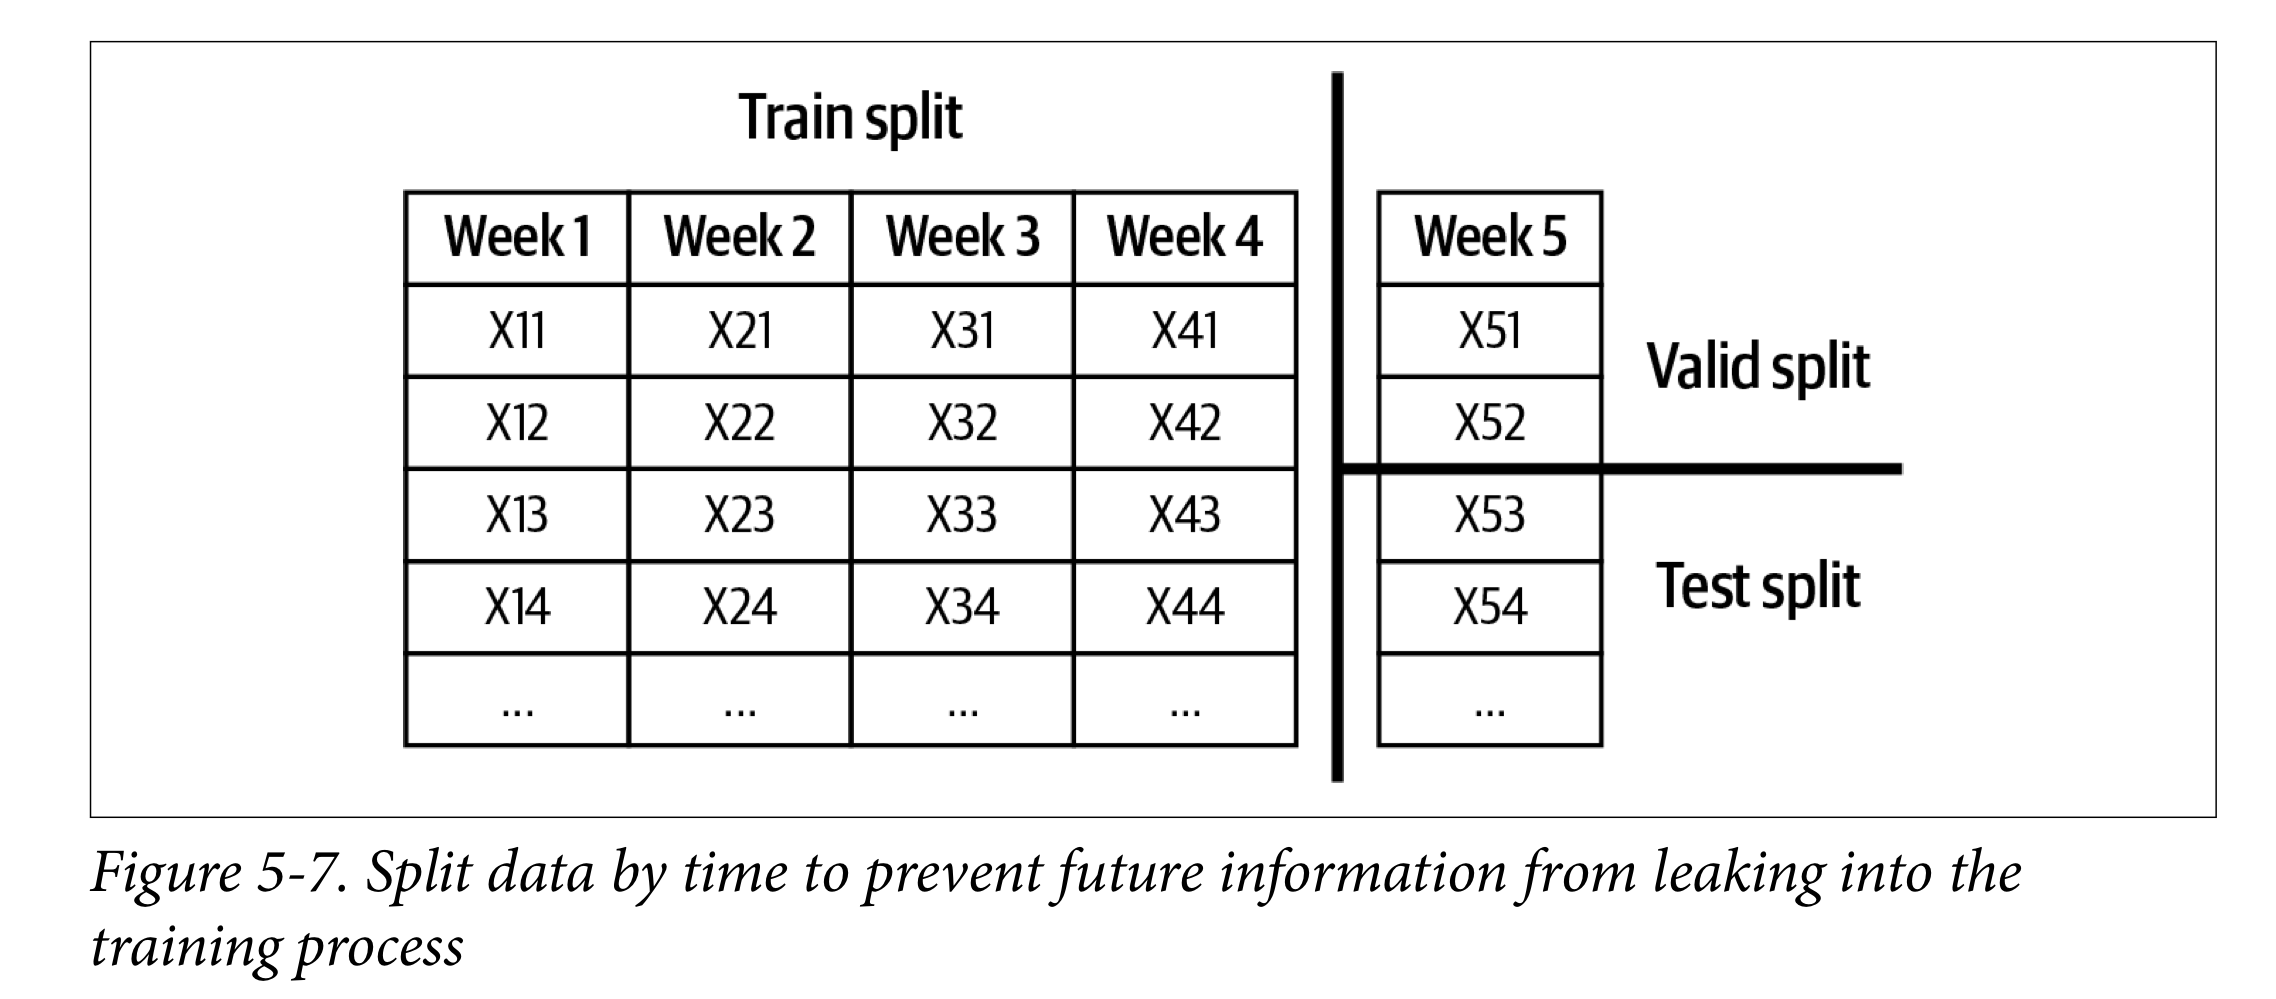 Train split
Week 1 Week 2 Week 3 Week 4 Week 5
X11 X21 X31 X41 X51
Valid split
X12 X22 X32 X42 X52
X13 X23 X33 X43 X53
Test split
X14 X24 X34 X44 X54
... ... ... ... ...
Figure 5-7. Split data by time to prevent future information from leaking into the
training process